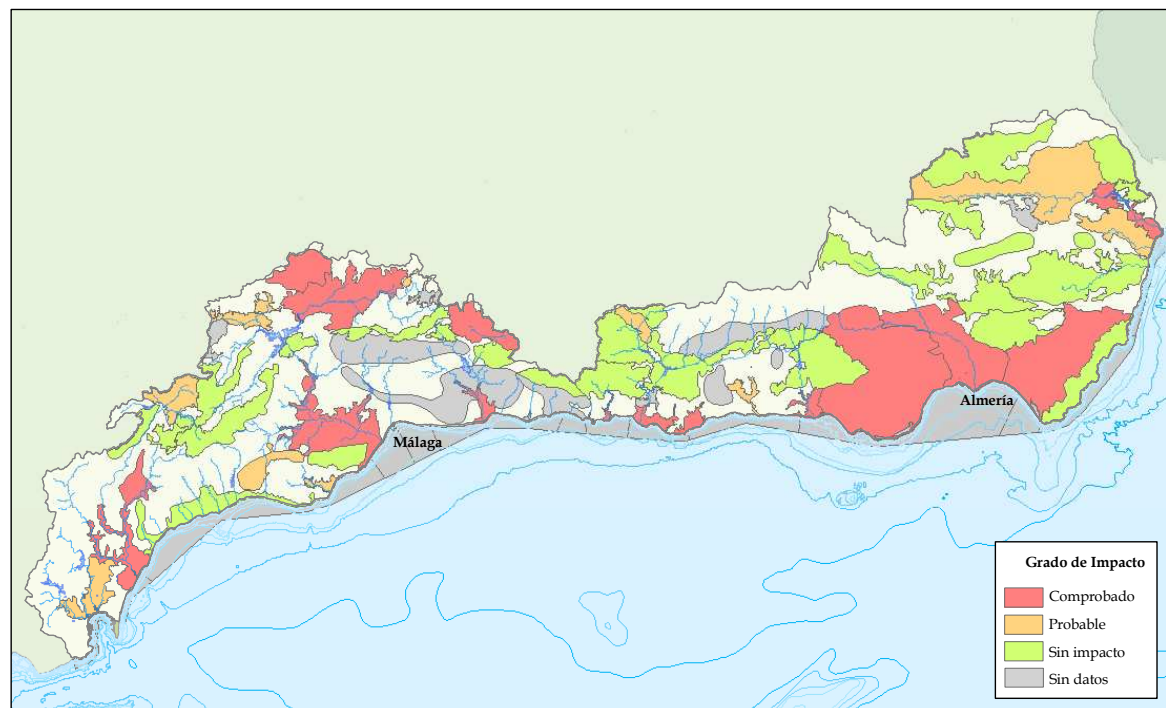 Málaga
Almería
Grado de Impacto
Comprobado
Probable
Sin impacto
Sin datos